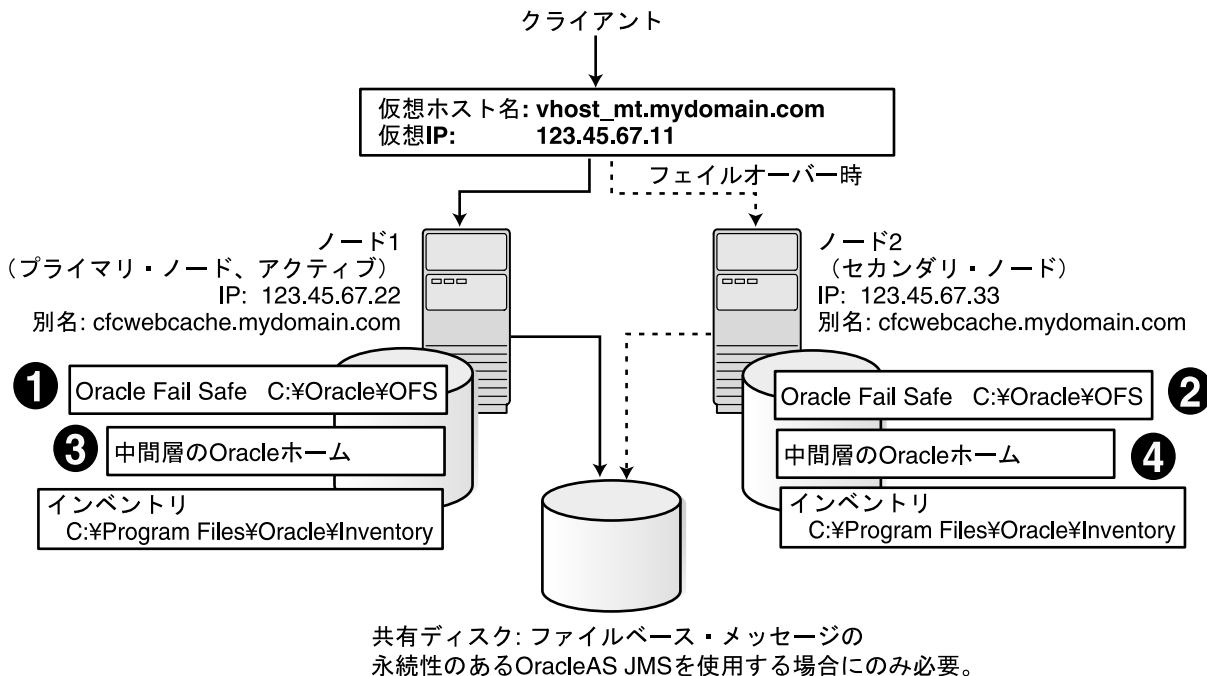 クライアント
仮想ホスト名: vhost_mt.mydomain.com
仮想IP: 123.45.67.11
フェイルオーバー時
ノード1
（プライマリ・ノード、アクティブ）
IP: 123.45.67.22
別名: cfcwebcache.mydomain.com
ノード2
（セカンダリ・ノード）
IP: 123.45.67.33
別名: cfcwebcache.mydomain.com
1 Oracle Fail Safe C:¥Oracle¥OFS
3 中間層のOracleホーム
インベントリ
C:¥Program Files¥Oracle¥Inventory
Oracle Fail Safe C:¥Oracle¥OFS 2
中間層のOracleホーム 4
インベントリ
C:¥Program Files¥Oracle¥Inventory
共有ディスク: ファイルベース・メッセージの
永続性のあるOracleAS JMSを使用する場合にのみ必要。